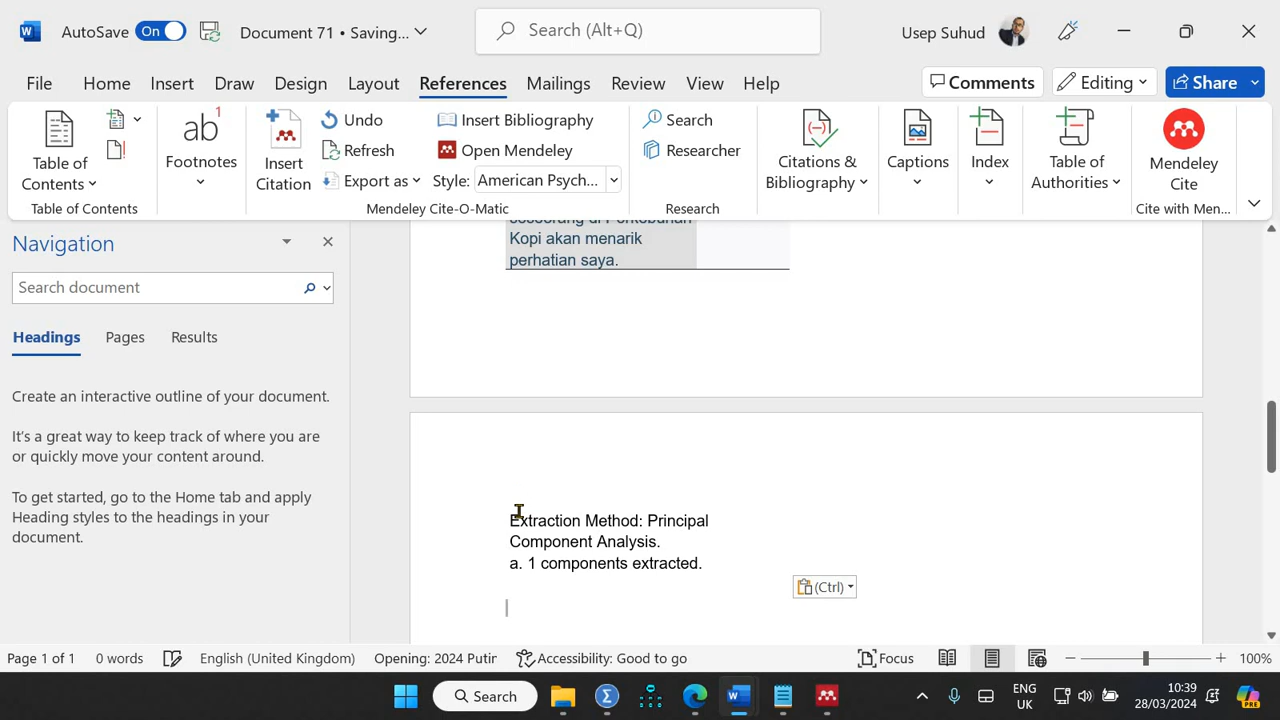 AutoSave On Document 71 • Saving... Search (Alt+Q) Usep Suhud
File Home Insert Draw Design Layout References Mailings Review View Help Comments Editing Share
Table of Contents
Footnotes
Insert Citation
Undo
Refresh
Export as
Insert Bibliography
Open Mendeley
Style: American Psych...
Search
Researcher
Citations & Bibliography
Captions
Index
Table of Authorities
Mendeley Cite
Table of Contents Mendeley Cite-O-Matic Research Cite with Men...
Navigation
Search document
Headings Pages Results
Create an interactive outline of your document.
It's a great way to keep track of where you are
or quickly move your content around.
To get started, go to the Home tab and apply
Heading styles to the headings in your
document.
seseorang di Perkebunan
Kopi akan menarik
perhatian saya.
Extraction Method: Principal
Component Analysis.
a. 1 components extracted.
(Ctrl)
Page 1 of 1 0 words English (United Kingdom) Opening: 2024 Putir Accessibility: Good to go Focus 100%
Search ENG UK 10:39 28/03/2024